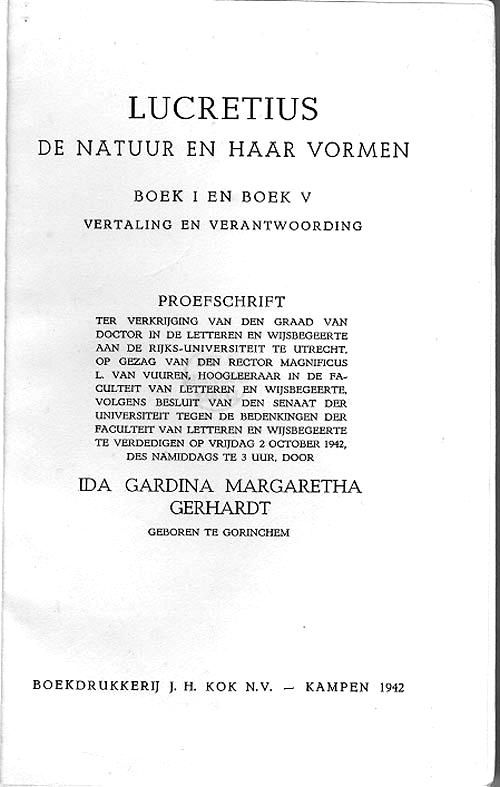 LUCRETIUS
DE NATUUR EN HAAR VORMEN
BOEK I EN BOEK V
VERTALING EN VERANTWOORDING
PROEFSCHRIFT
TER VERKRIJGING VAN DEN GRAAD VAN
DOCTOR IN DE LETTEREN EN WIJSBEGEERTE
AAN DE RIJKS-UNIVERSITEIT TE UTRECHT,
OP GEZAG VAN DEN RECTOR MAGNIFICUS
L. VAN VUUREN, HOOGLEERAAR IN DE FA-
CULTEIT VAN LETTEREN EN WIJSBEGEERTE,
VOLGENS BESLUIT VAN DEN SENAAT DER
UNIVERSITEIT TEGEN DE BEDENKINGEN DER
FACULTEIT VAN LETTEREN EN WIJSBEGEERTE
TE VERDEDIGEN OP VRIJDAG 2 OCTOBER 1942,
DES NAMIDDAGS TE 3 UUR, DOOR
IDA GARDINA MARGARETHA
GERHARDT
GEBOREN TE GORINCHEM
BOEKDRUKKERIJ J. H. KOK N.V. — KAMPEN 1942